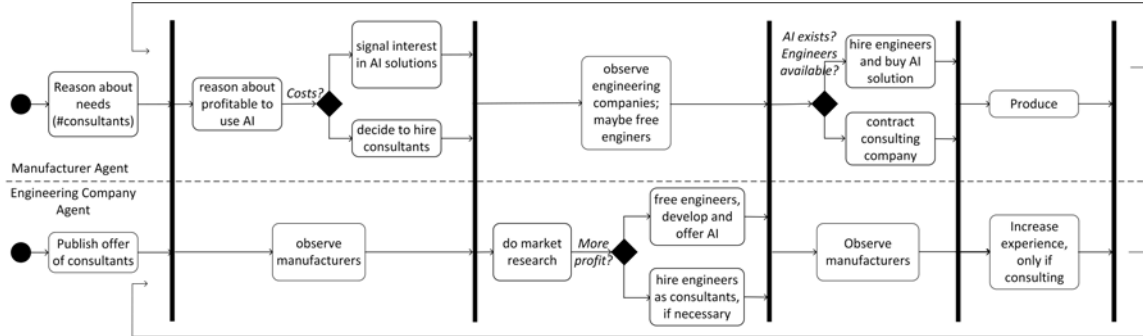 Reason about
needs
(#consultants)
reason about
profitable to
use AI
Costs?
signal interest
in AI solutions
decide to hire
consultants
observe
engineering
companies;
maybe free
enginers
AI exists?
Engineers
available?
hire engineers
and buy AI
solution
contract
consulting
company
Produce
Manufacturer Agent
Engineering Company
Agent
Publish offer
of consultants
observe
manufacturers
do market
research
More
profit?
free engineers,
develop and
offer AI
hire engineers
as consultants,
if necessary
Observe
manufacturers
Increase
experience,
only if
consulting